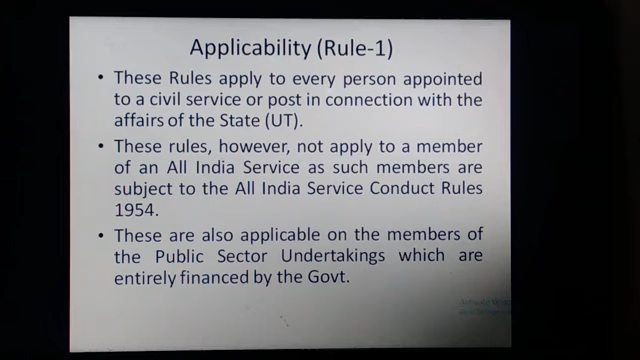 Applicability (Rule-1)
• These Rules apply to every person appointed
to a civil service or post in connection with the
affairs of the State (UT).
• These rules, however, not apply to a member
of an All India Service as such members are
subject to the All India Service Conduct Rules
1954.
• These are also applicable on the members of
the Public Sector Undertakings which are
entirely financed by the Govt.